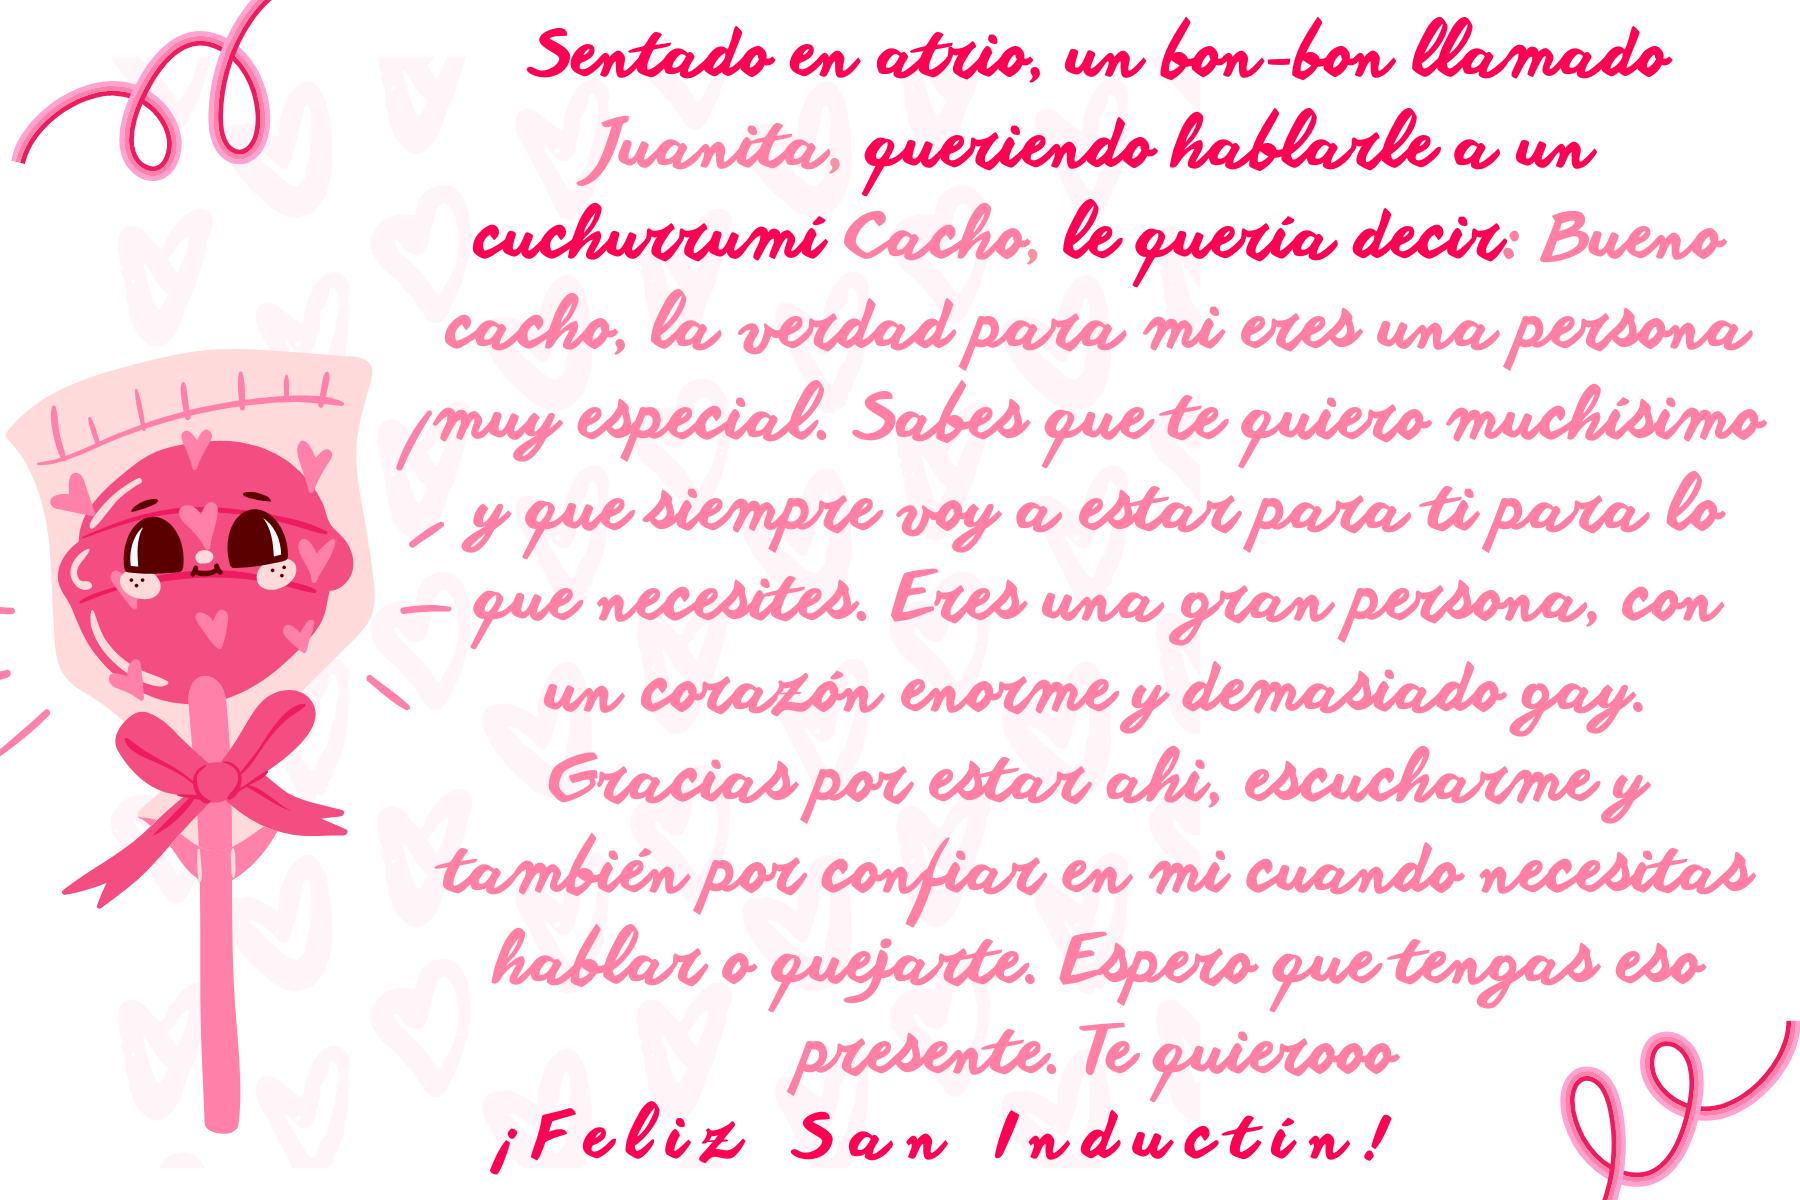 Sentado en atrio, un bon-bon llamado
Juanita, queriendo hablarle a un
cuchurrumí Cacho, le quería decir: Bueno
cacho, la verdad para mi eres una persona
muy especial. Sabes que te quiero muchísimo
y que siempre voy a estar para ti para lo
que necesites. Eres una gran persona, con
un corazón enorme y demasiado gay.
Gracias por estar ahi, escucharme y
también por confiar en mi cuando necesitas
hablar o quejarte. Espero que tengas eso
presente. Te quierooo
¡Feliz San Inductín!